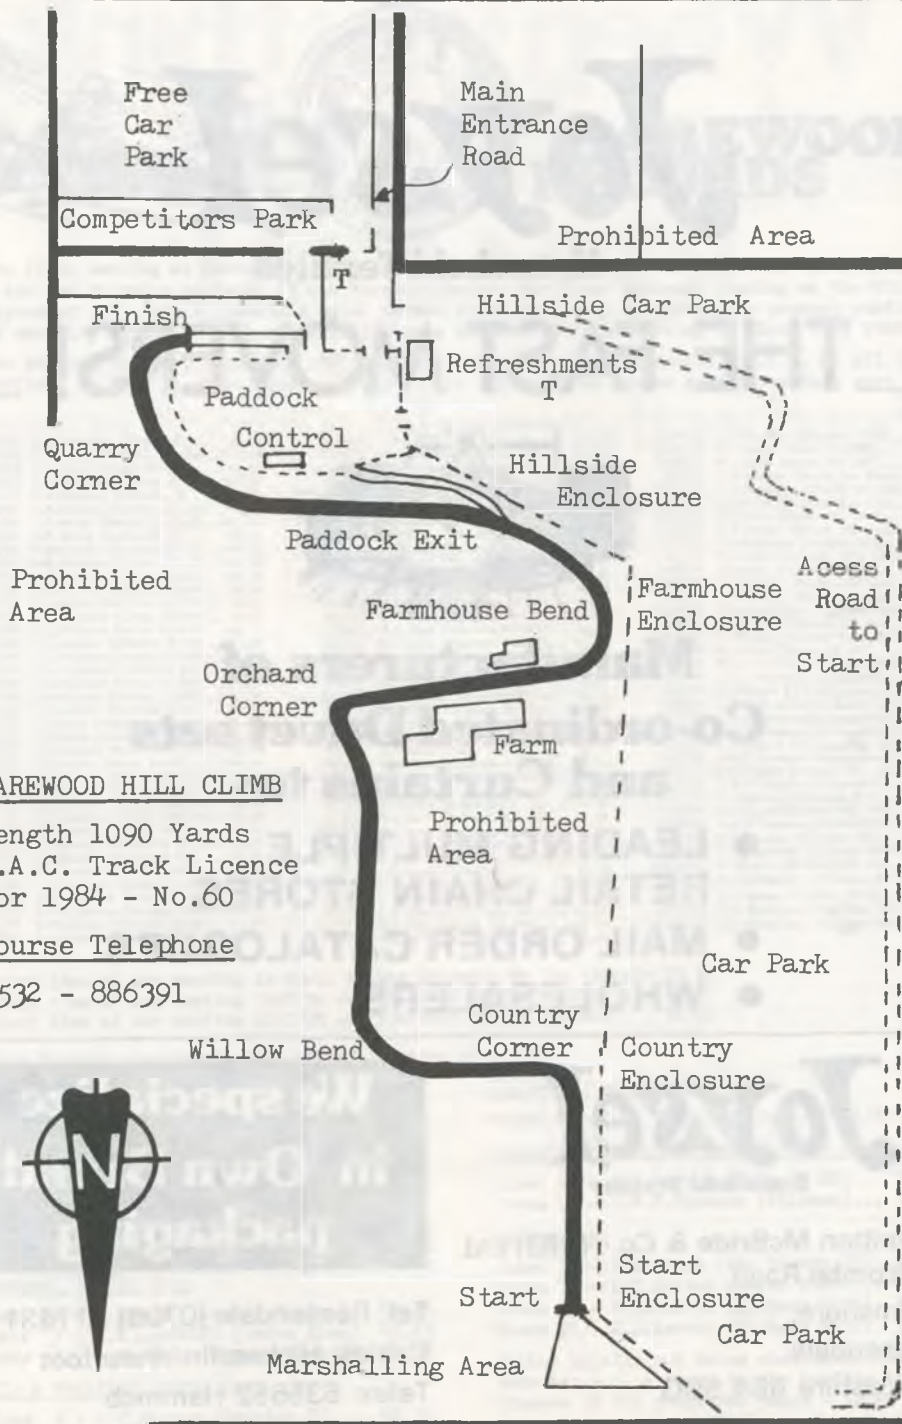 Free
Car
Park
Main
Entrance
Road
Competitors Park
Prohibited Area
T
Hillside Car Park
Finish
Refreshments
T
Paddock
Control
Quarry
Corner
Hillside
Enclosure
Paddock Exit
Prohibited
Area
Acess
Road
to
Start
Farmhouse
Enclosure
Farmhouse Bend
Orchard
Corner
Farm
AREWOOD HILL CLIMB
ength 1090 Yards
.A.C. Track Licence
or 1984 - No.60
ourse Telephone
532 - 886391
Prohibited
Area
Car Park
Country
Corner
Willow Bend
Country
Enclosure
N
Start
Enclosure
Start
Car Park
Marshalling Area